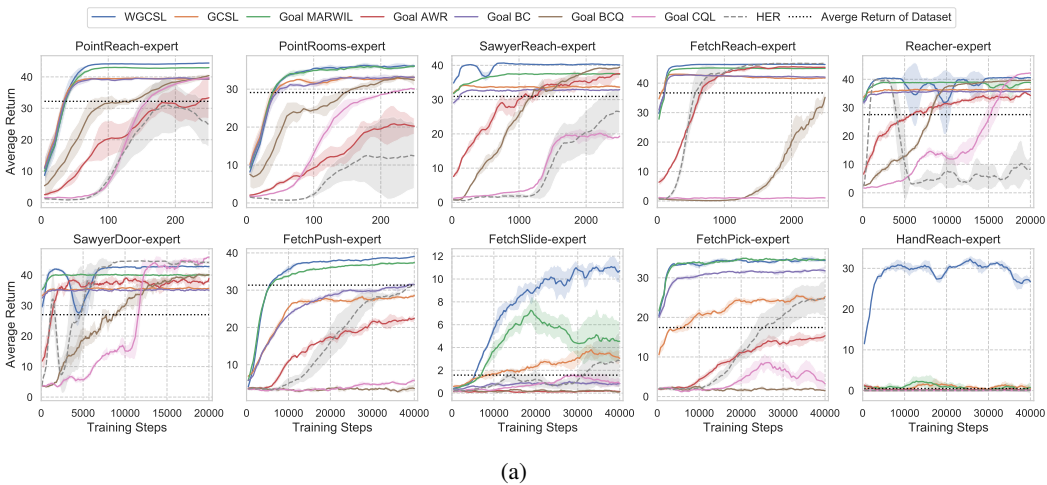 WGCSL GCSL Goal MARWIL Goal AWR Goal BC Goal BCQ Goal CQL HER Averge Return of Dataset
PointReach-expert PointRooms-expert SawyerReach-expert FetchReach-expert Reacher-expert
Average Return
40
30
20
10
0
0 100 200
30
20
10
0
0 100 200
40
30
20
10
0
0 1000 2000
40
30
20
10
0
0 1000 2000
40
30
20
10
0
0 5000 10000 15000 20000
SawyerDoor-expert FetchPush-expert FetchSlide-expert FetchPick-expert HandReach-expert
Average Return
40
30
20
10
0
0 5000 10000 15000 20000
40
30
20
10
0 10000 20000 30000 40000
12
10
8
6
4
2
0
0 10000 20000 30000 40000
30
20
10
0
0 10000 20000 30000 40000
30
20
10
0
0 10000 20000 30000 40000
Training Steps Training Steps Training Steps Training Steps Training Steps
(a)